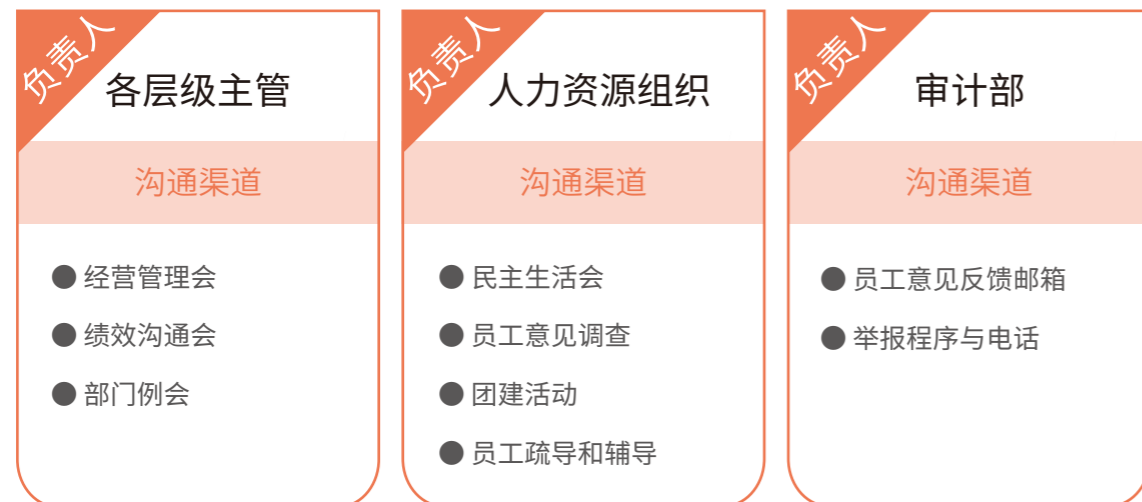 负责人
各层级主管
沟通渠道
● 经营管理会
● 绩效沟通会
● 部门例会
负责人
人力资源组织
沟通渠道
● 民主生活会
● 员工意见调查
● 团建活动
● 员工疏导和辅导
负责人
审计部
沟通渠道
● 员工意见反馈邮箱
● 举报程序与电话